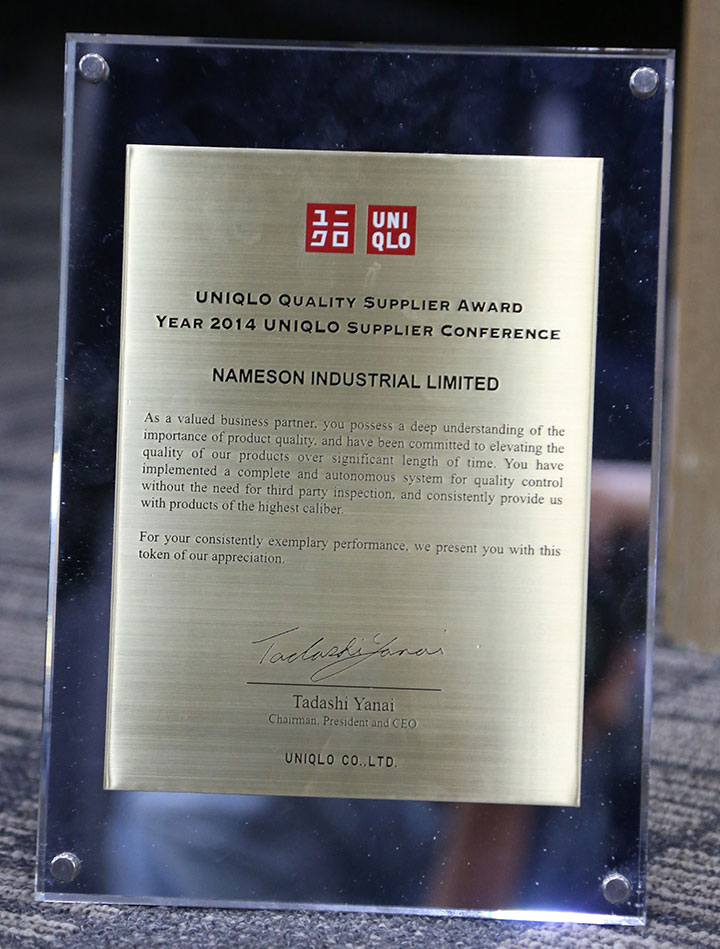 ユニ
クロ
UNI
QLO
UNIQLO QUALITY SUPPLIER AWARD
YEAR 2014 UNIQLO SUPPLIER CONFERENCE
NAMESON INDUSTRIAL LIMITED
As a valued business partner, you possess a deep understanding of the
importance of product quality, and have been committed to elevating the
quality of our products over significant length of time. You have
implemented a complete and autonomous system for quality control
without the need for third party inspection, and consistently provide us
with products of the highest caliber.
For your consistently exemplary performance, we present you with this
token of our appreciation.
Tadashi Yanai
Tadashi Yanai
Chairman, President and CEO
UNIQLO CO.,LTD.